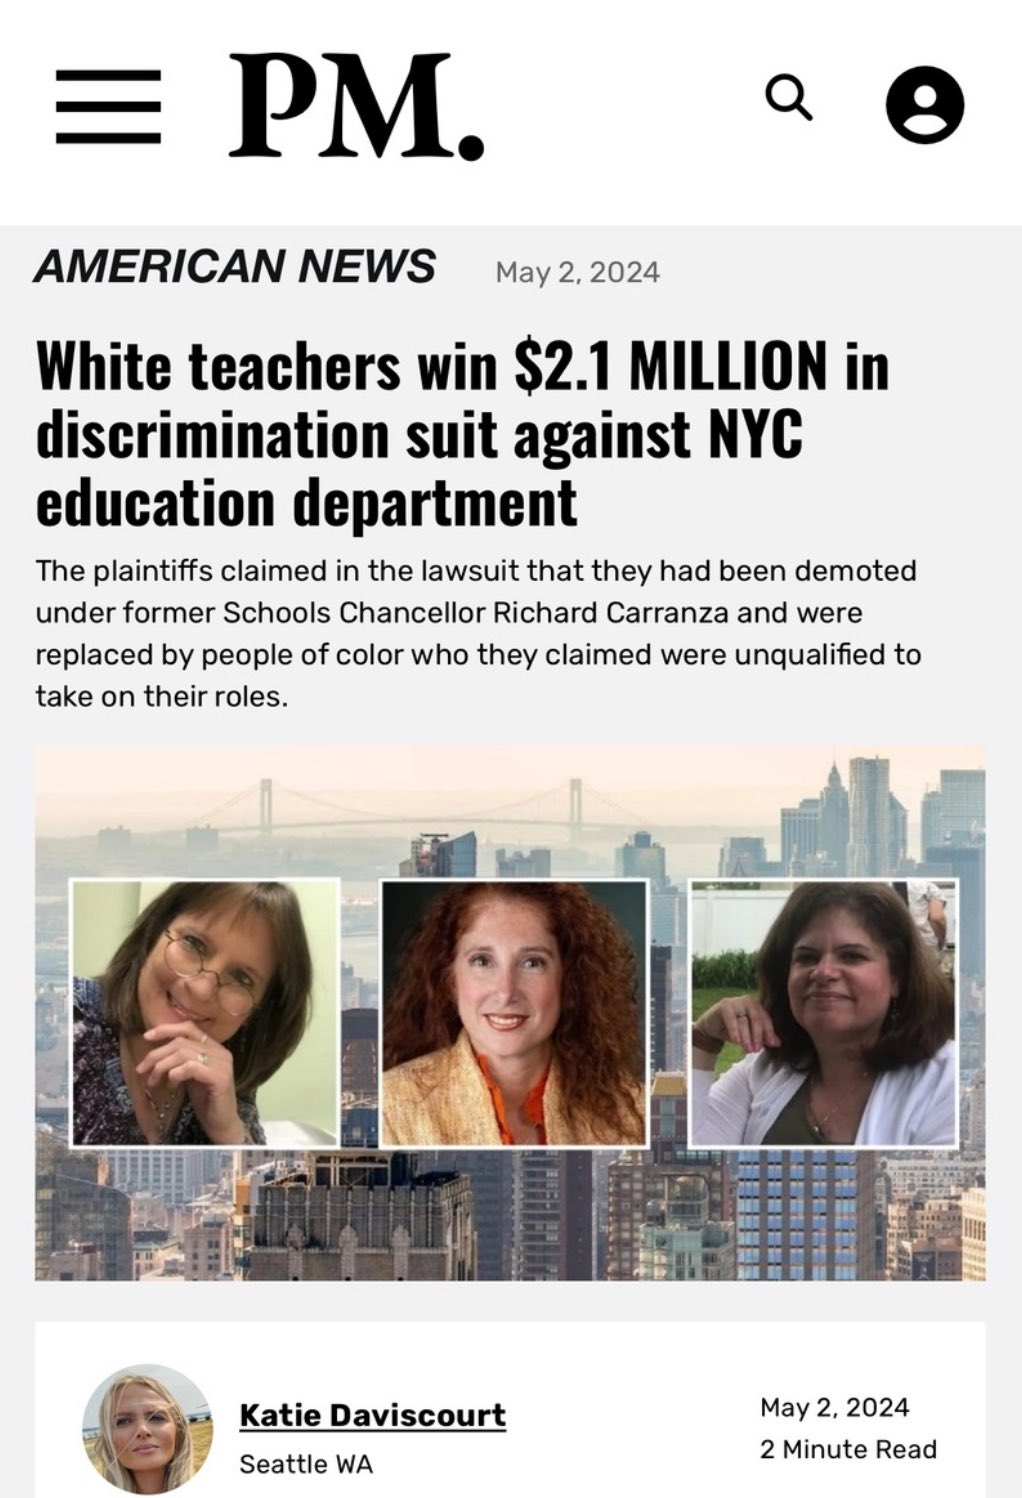 PM.
AMERICAN NEWS May 2, 2024
White teachers win $2.1 MILLION in
discrimination suit against NYC
education department
The plaintiffs claimed in the lawsuit that they had been demoted
under former Schools Chancellor Richard Carranza and were
replaced by people of color who they claimed were unqualified to
take on their roles.
Katie Daviscourt
Seattle WA
May 2, 2024
2 Minute Read